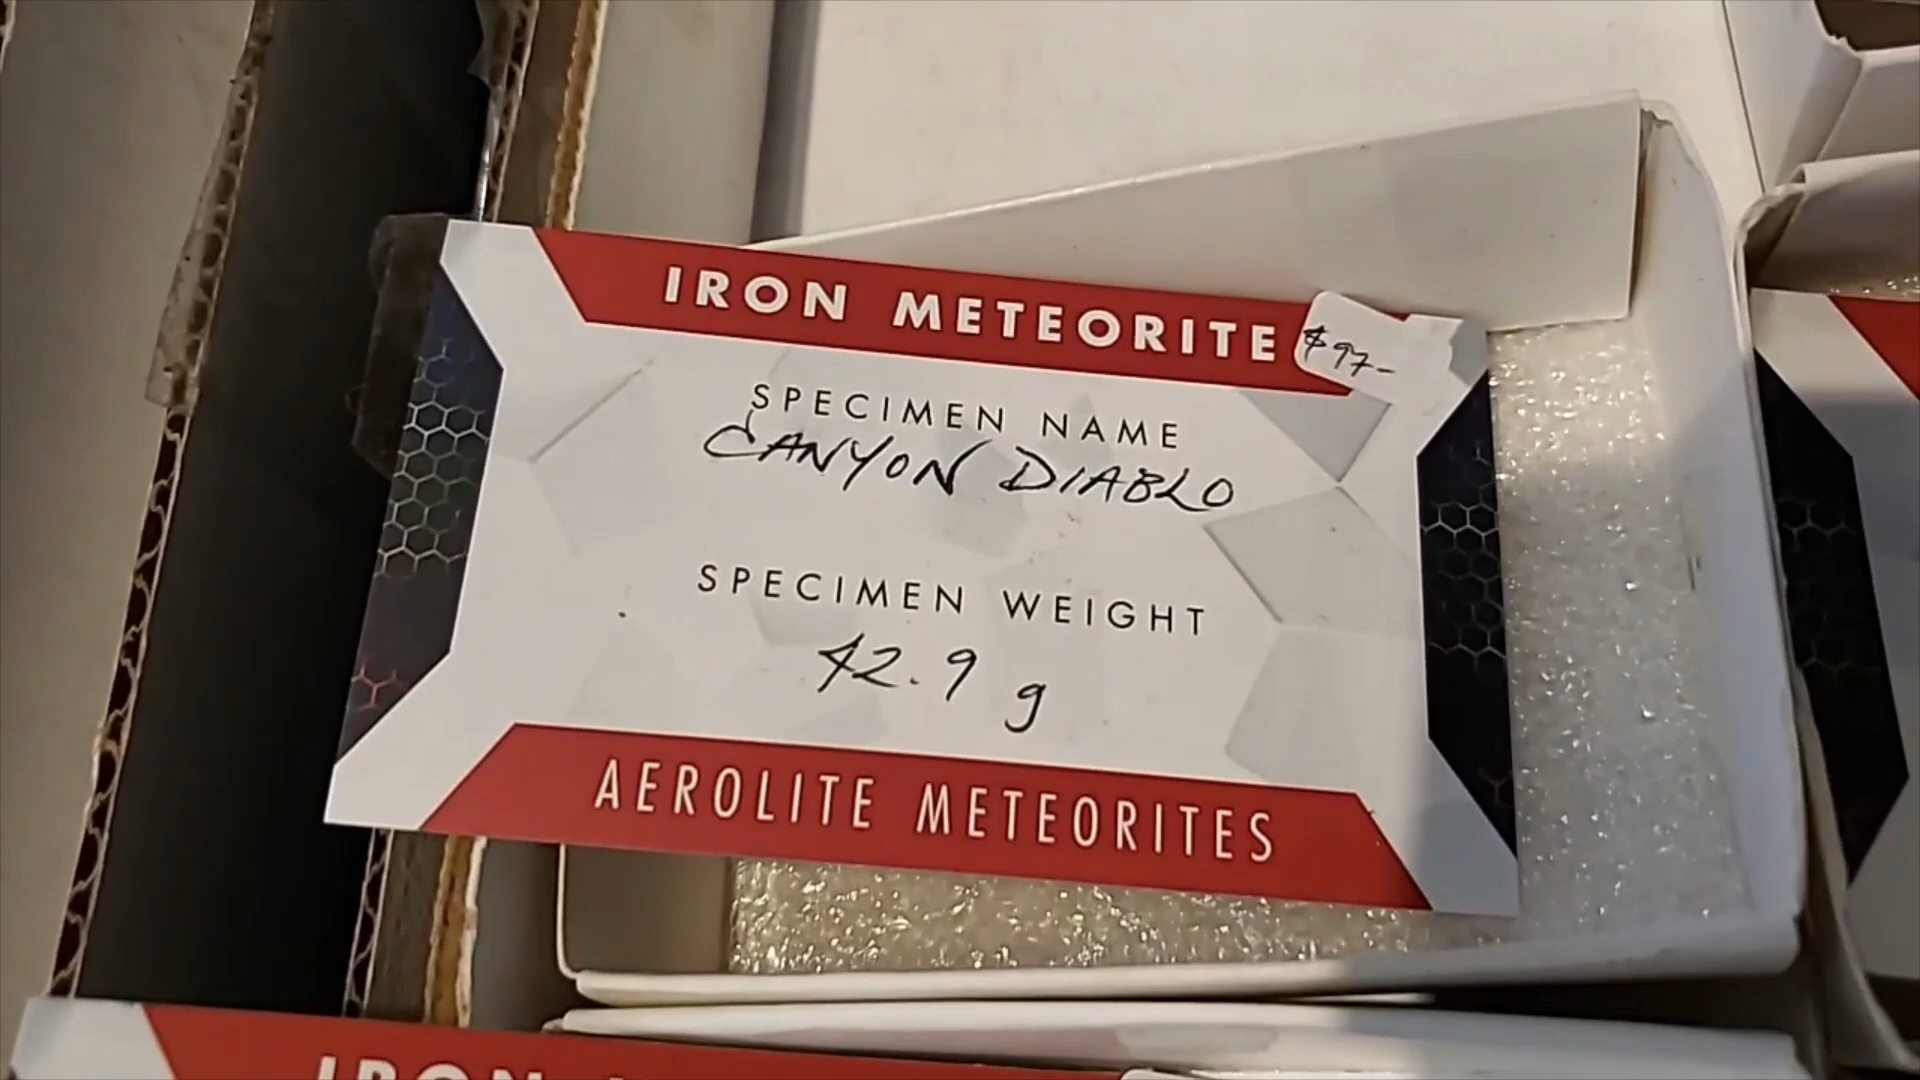 IRON METEORITE
$97-
SPECIMEN NAME
CANYON DIABLO
SPECIMEN WEIGHT
42.9 g
AEROLITE METEORITES
IRON